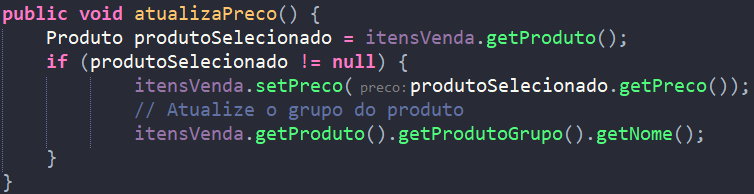 public void atualizaPreco() {
Produto produtoSelecionado = itensVenda.getProduto();
if (produtoSelecionado != null) {
itensVenda.setPreco( preco: produtoSelecionado.getPreco());
// Atualize o grupo do produto
itensVenda.getProduto().getProdutoGrupo().getNome();
}
}